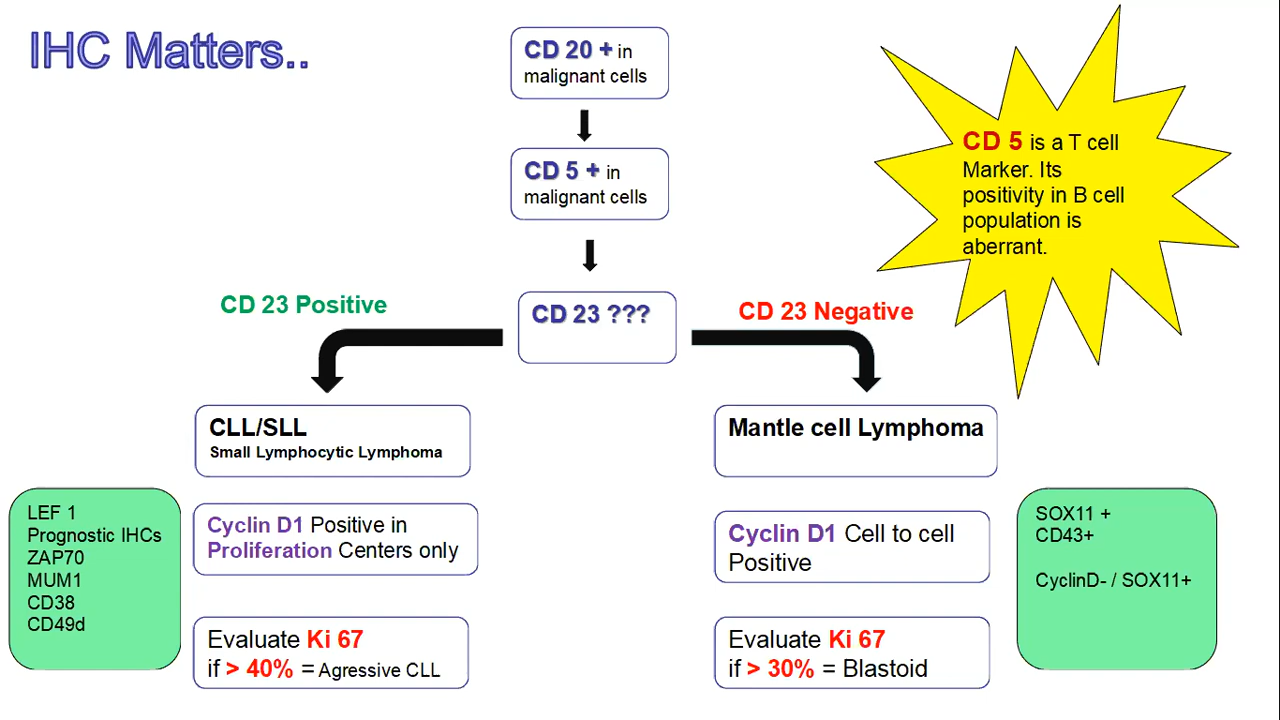 IHC Matters..
CD 20 + in
malignant cells
CD 5 + in
malignant cells
CD 5 is a T cell
Marker. Its
positivity in B cell
population is
aberrant.
CD 23 Positive
CD 23 ???
CD 23 Negative
CLL/SLL
Small Lymphocytic Lymphoma
Mantle cell Lymphoma
LEF 1
Prognostic IHCs
ZAP70
MUM1
CD38
CD49d
Cyclin D1 Positive in
Proliferation Centers only
Cyclin D1 Cell to cell
Positive
SOX11 +
CD43+
CyclinD- / SOX11+
Evaluate Ki 67
if > 40% = Agressive CLL
Evaluate Ki 67
if > 30% = Blastoid